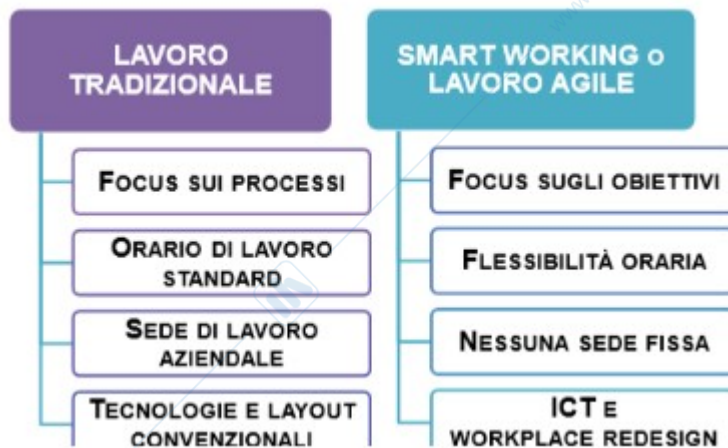 LAVORO
TRADIZIONALE
FOCUS SUI PROCESSI
ORARIO DI LAVORO
STANDARD
SEDE DI LAVORO
AZIENDALE
TECNOLOGIE E LAYOUT
CONVENZIONALI
SMART WORKING o
LAVORO AGILE
FOCUS SUGLI OBIETTIVI
FLESSIBILITÀ ORARIA
NESSUNA SEDE FISSA
ICT E
WORKPLACE REDESIGN